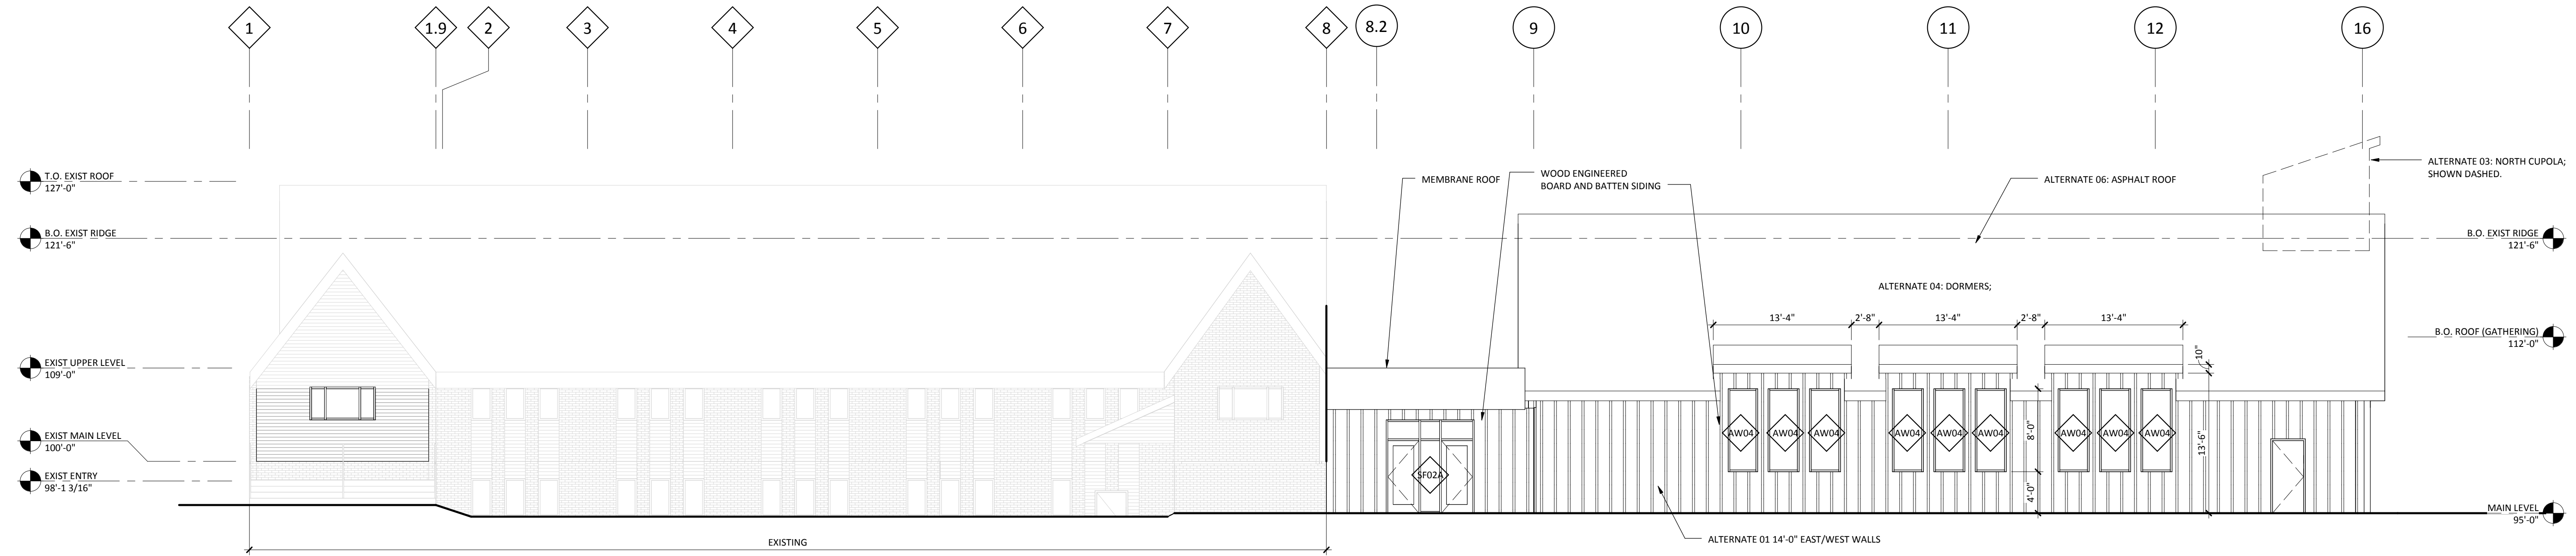 1
1.9
2
3
4
5
6
7
8
8.2
9
10
11
12
16
T.O. EXIST ROOF
127'-0"
B.O. EXIST RIDGE
121'-6"
EXIST UPPER LEVEL
109'-0"
EXIST MAIN LEVEL
100'-0"
EXIST ENTRY
98'-1 3/16"
EXISTING
MEMBRANE ROOF
WOOD ENGINEERED
BOARD AND BATTEN SIDING
ALTERNATE 06: ASPHALT ROOF
ALTERNATE 03: NORTH CUPOLA;
SHOWN DASHED.
B.O. EXIST RIDGE
121'-6"
ALTERNATE 04: DORMERS;
13'-4"
2'-8"
13'-4"
2'-8"
13'-4"
B.O. ROOF (GATHERING)
112'-0"
10"
AW04
AW04
AW04
AW04
AW04
AW04
AW04
AW04
AW04
8'-0"
13'-6"
4'-0"
SF02A
MAIN LEVEL
95'-0"
ALTERNATE 01 14'-0" EAST/WEST WALLS